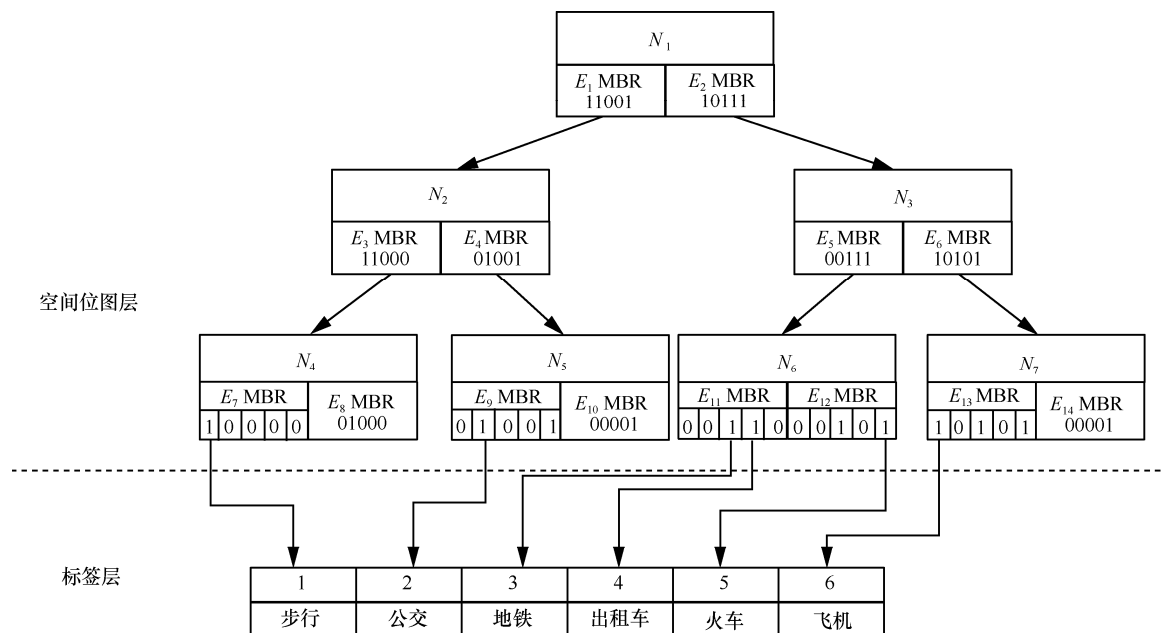 N₁
E₁ MBR
11001
E₂ MBR
10111
N₂
E₃ MBR
11000
E₄ MBR
01001
N₃
E₅ MBR
00111
E₆ MBR
10101
空间位图层
N₄
E₇ MBR
1 0 0 0 0
E₈ MBR
01000
N₅
E₉ MBR
0 1 0 0 1
E₁₀ MBR
00001
N₆
E₁₁ MBR
0 0 1 1 0
E₁₂ MBR
0 0 1 0 1
N₇
E₁₃ MBR
1 0 1 0 1
E₁₄ MBR
00001
标签层
1 2 3 4 5 6
步行 公交 地铁 出租车 火车 飞机